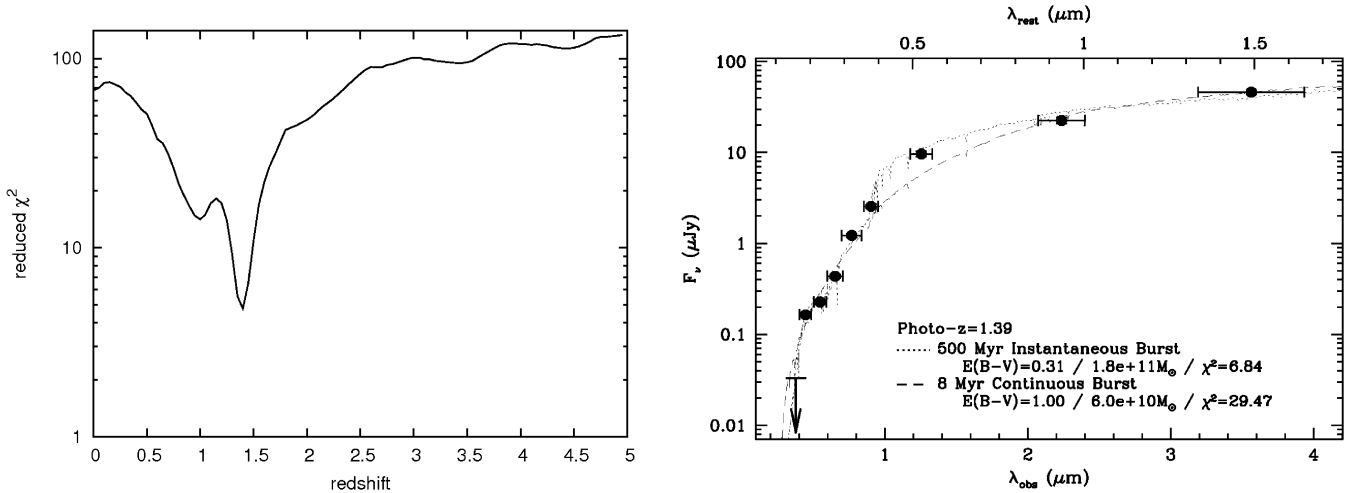 100
10
1
reduced χ²
0 0.5 1 1.5 2 2.5 3 3.5 4 4.5 5
redshift
λrest (μm)
0.5 1 1.5
100
10
1
0.1
0.01
Fν (μJy)
Photo-z=1.39
500 Myr Instantaneous Burst
E(B-V)=0.31 / 1.8e+11M⊙ / χ²=6.84
8 Myr Continuous Burst
E(B-V)=1.00 / 6.0e+10M⊙ / χ²=29.47
1 2 3 4
λobs (μm)